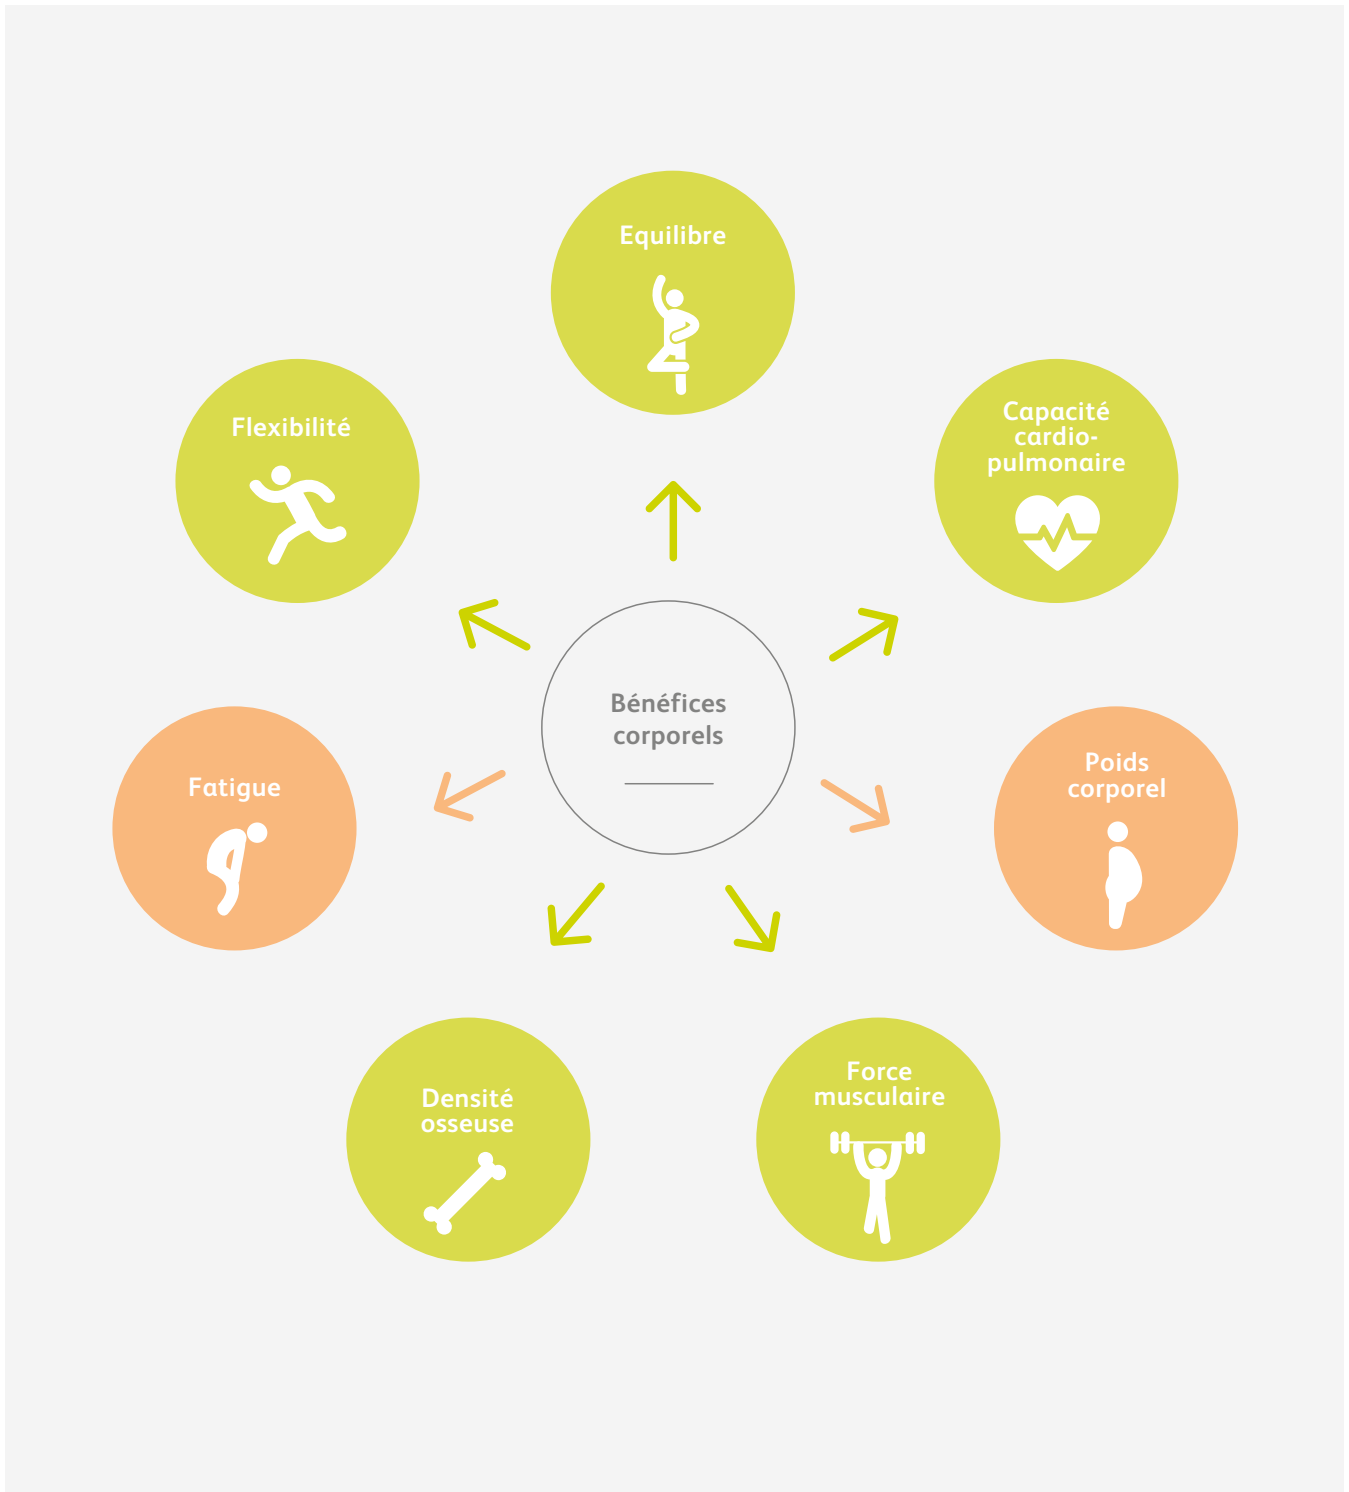 Equilibre
Flexibilité
Capacité
cardio-
pulmonaire
Bénéfices
corporels
Fatigue
Poids
corporel
Densité
osseuse
Force
musculaire